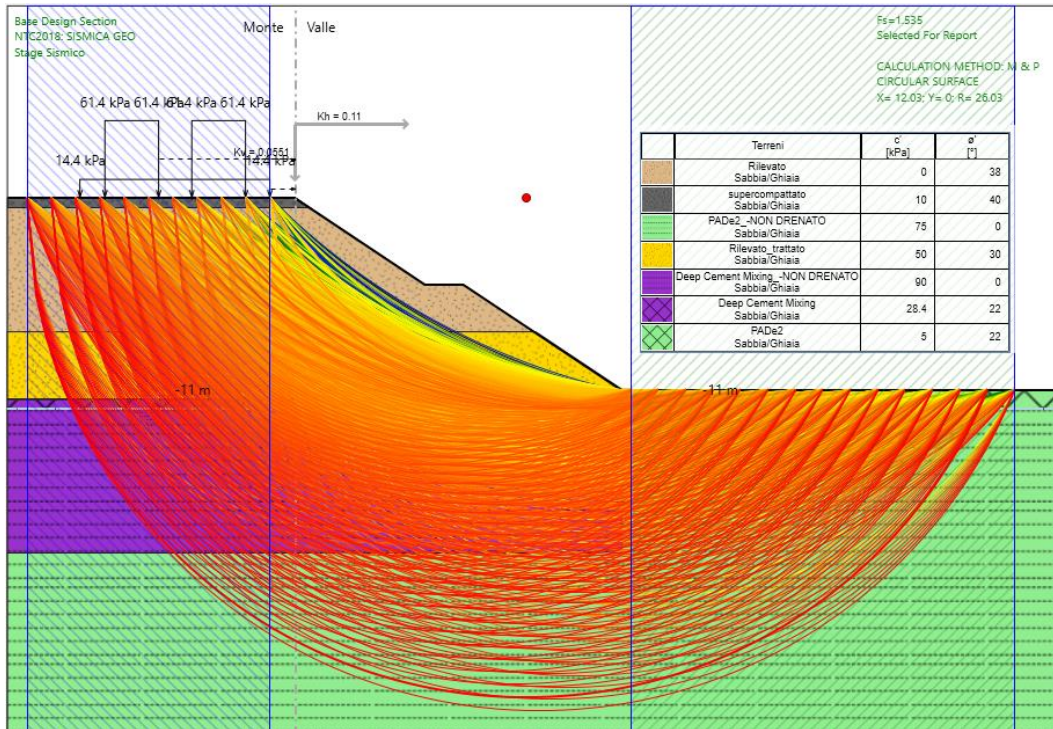 Base Design Section
NTC2018: SISMICA GEO
Stage Sismico
Monte
Valle
Fs=1.535
Selected For Report
CALCULATION METHOD: M & P
CIRCULAR SURFACE
X= 12.03; Y= 0; R= 26.03
61.4 kPa
61.4 kPa
61.4 kPa
61.4 kPa
Kh = 0.11
Kv = 0.0551
14.4 kPa
14.4 kPa
Terreni
c'
[kPa]
ø'
[°]
Rilevato
Sabbia/Ghiaia
0
38
supercompattato
Sabbia/Ghiaia
10
40
PADe2_-NON DRENATO
Sabbia/Ghiaia
75
0
Rilevato_trattato
Sabbia/Ghiaia
50
30
Deep Cement Mixing_-NON DRENATO
Sabbia/Ghiaia
90
0
Deep Cement Mixing
Sabbia/Ghiaia
28.4
22
PADe2
Sabbia/Ghiaia
5
22
-11 m
-11 m